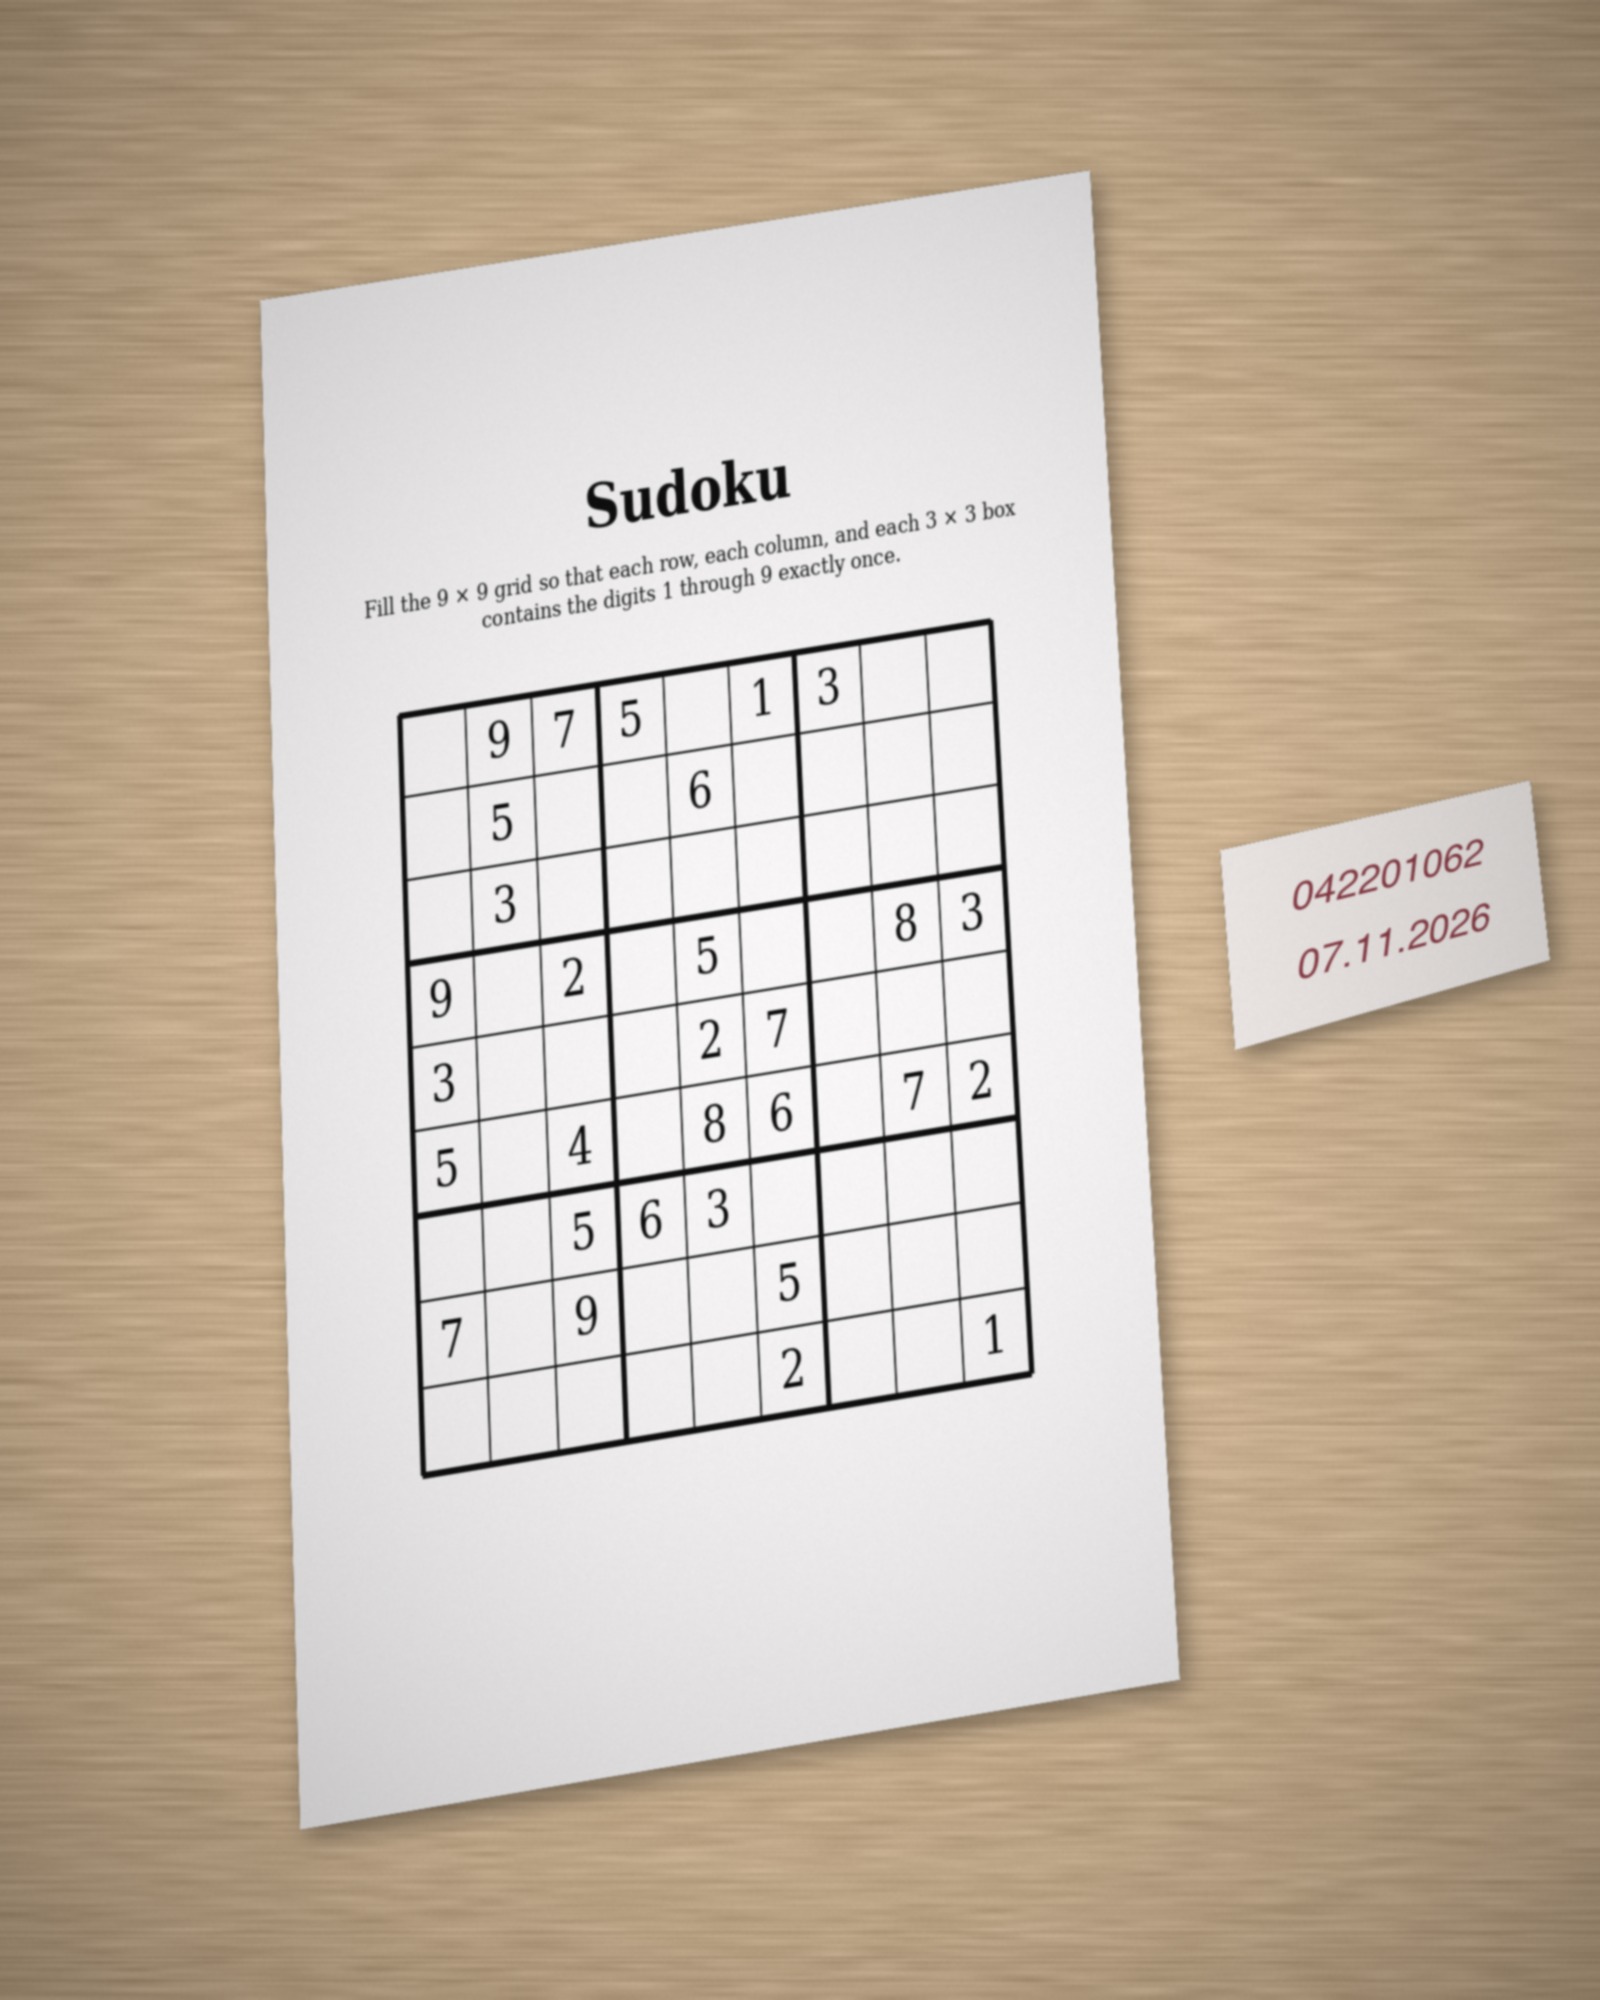 Sudoku
Fill the 9 × 9 grid so that each row, each column, and each 3 × 3 box
contains the digits 1 through 9 exactly once.
9 7 5 1 3
5 6
3
9 2 5 8 3
3 2 7
5 4 8 6 7 2
5 6 3
7 9 5
2 1
042201062
07.11.2026